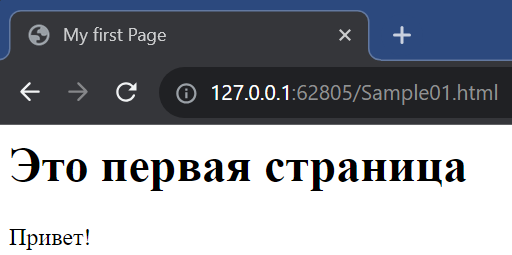 My first Page
127.0.0.1:62805/Sample01.html
Это первая страница
Привет!